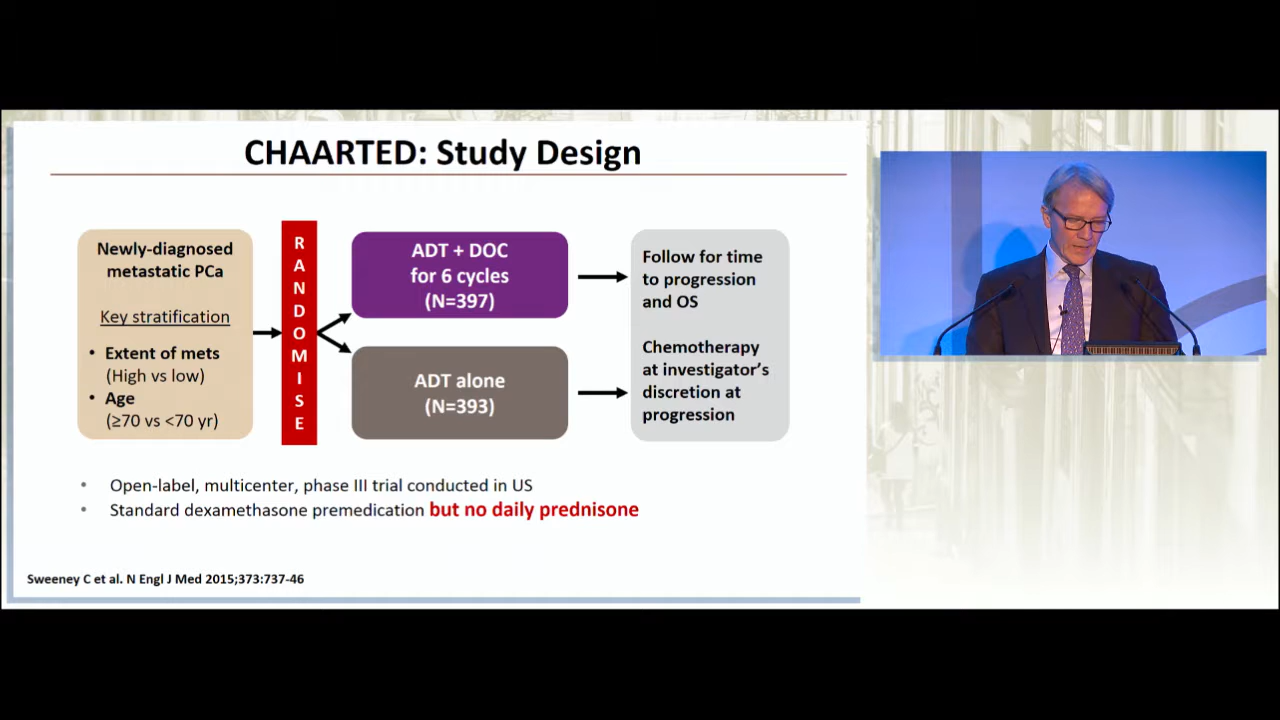 CHAARTED: Study Design
Newly-diagnosed
metastatic PCa
Key stratification
• Extent of mets
(High vs low)
• Age
(≥70 vs <70 yr)
RANDOMISE
ADT + DOC
for 6 cycles
(N=397)
ADT alone
(N=393)
Follow for time
to progression
and OS
Chemotherapy
at investigator’s
discretion at
progression
• Open-label, multicenter, phase III trial conducted in US
• Standard dexamethasone premedication but no daily prednisone
Sweeney C et al. N Engl J Med 2015;373:737-46